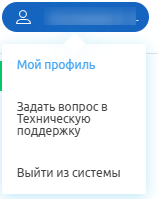 Мой профиль
Задать вопрос в
Техническую
поддержку
Выйти из системы